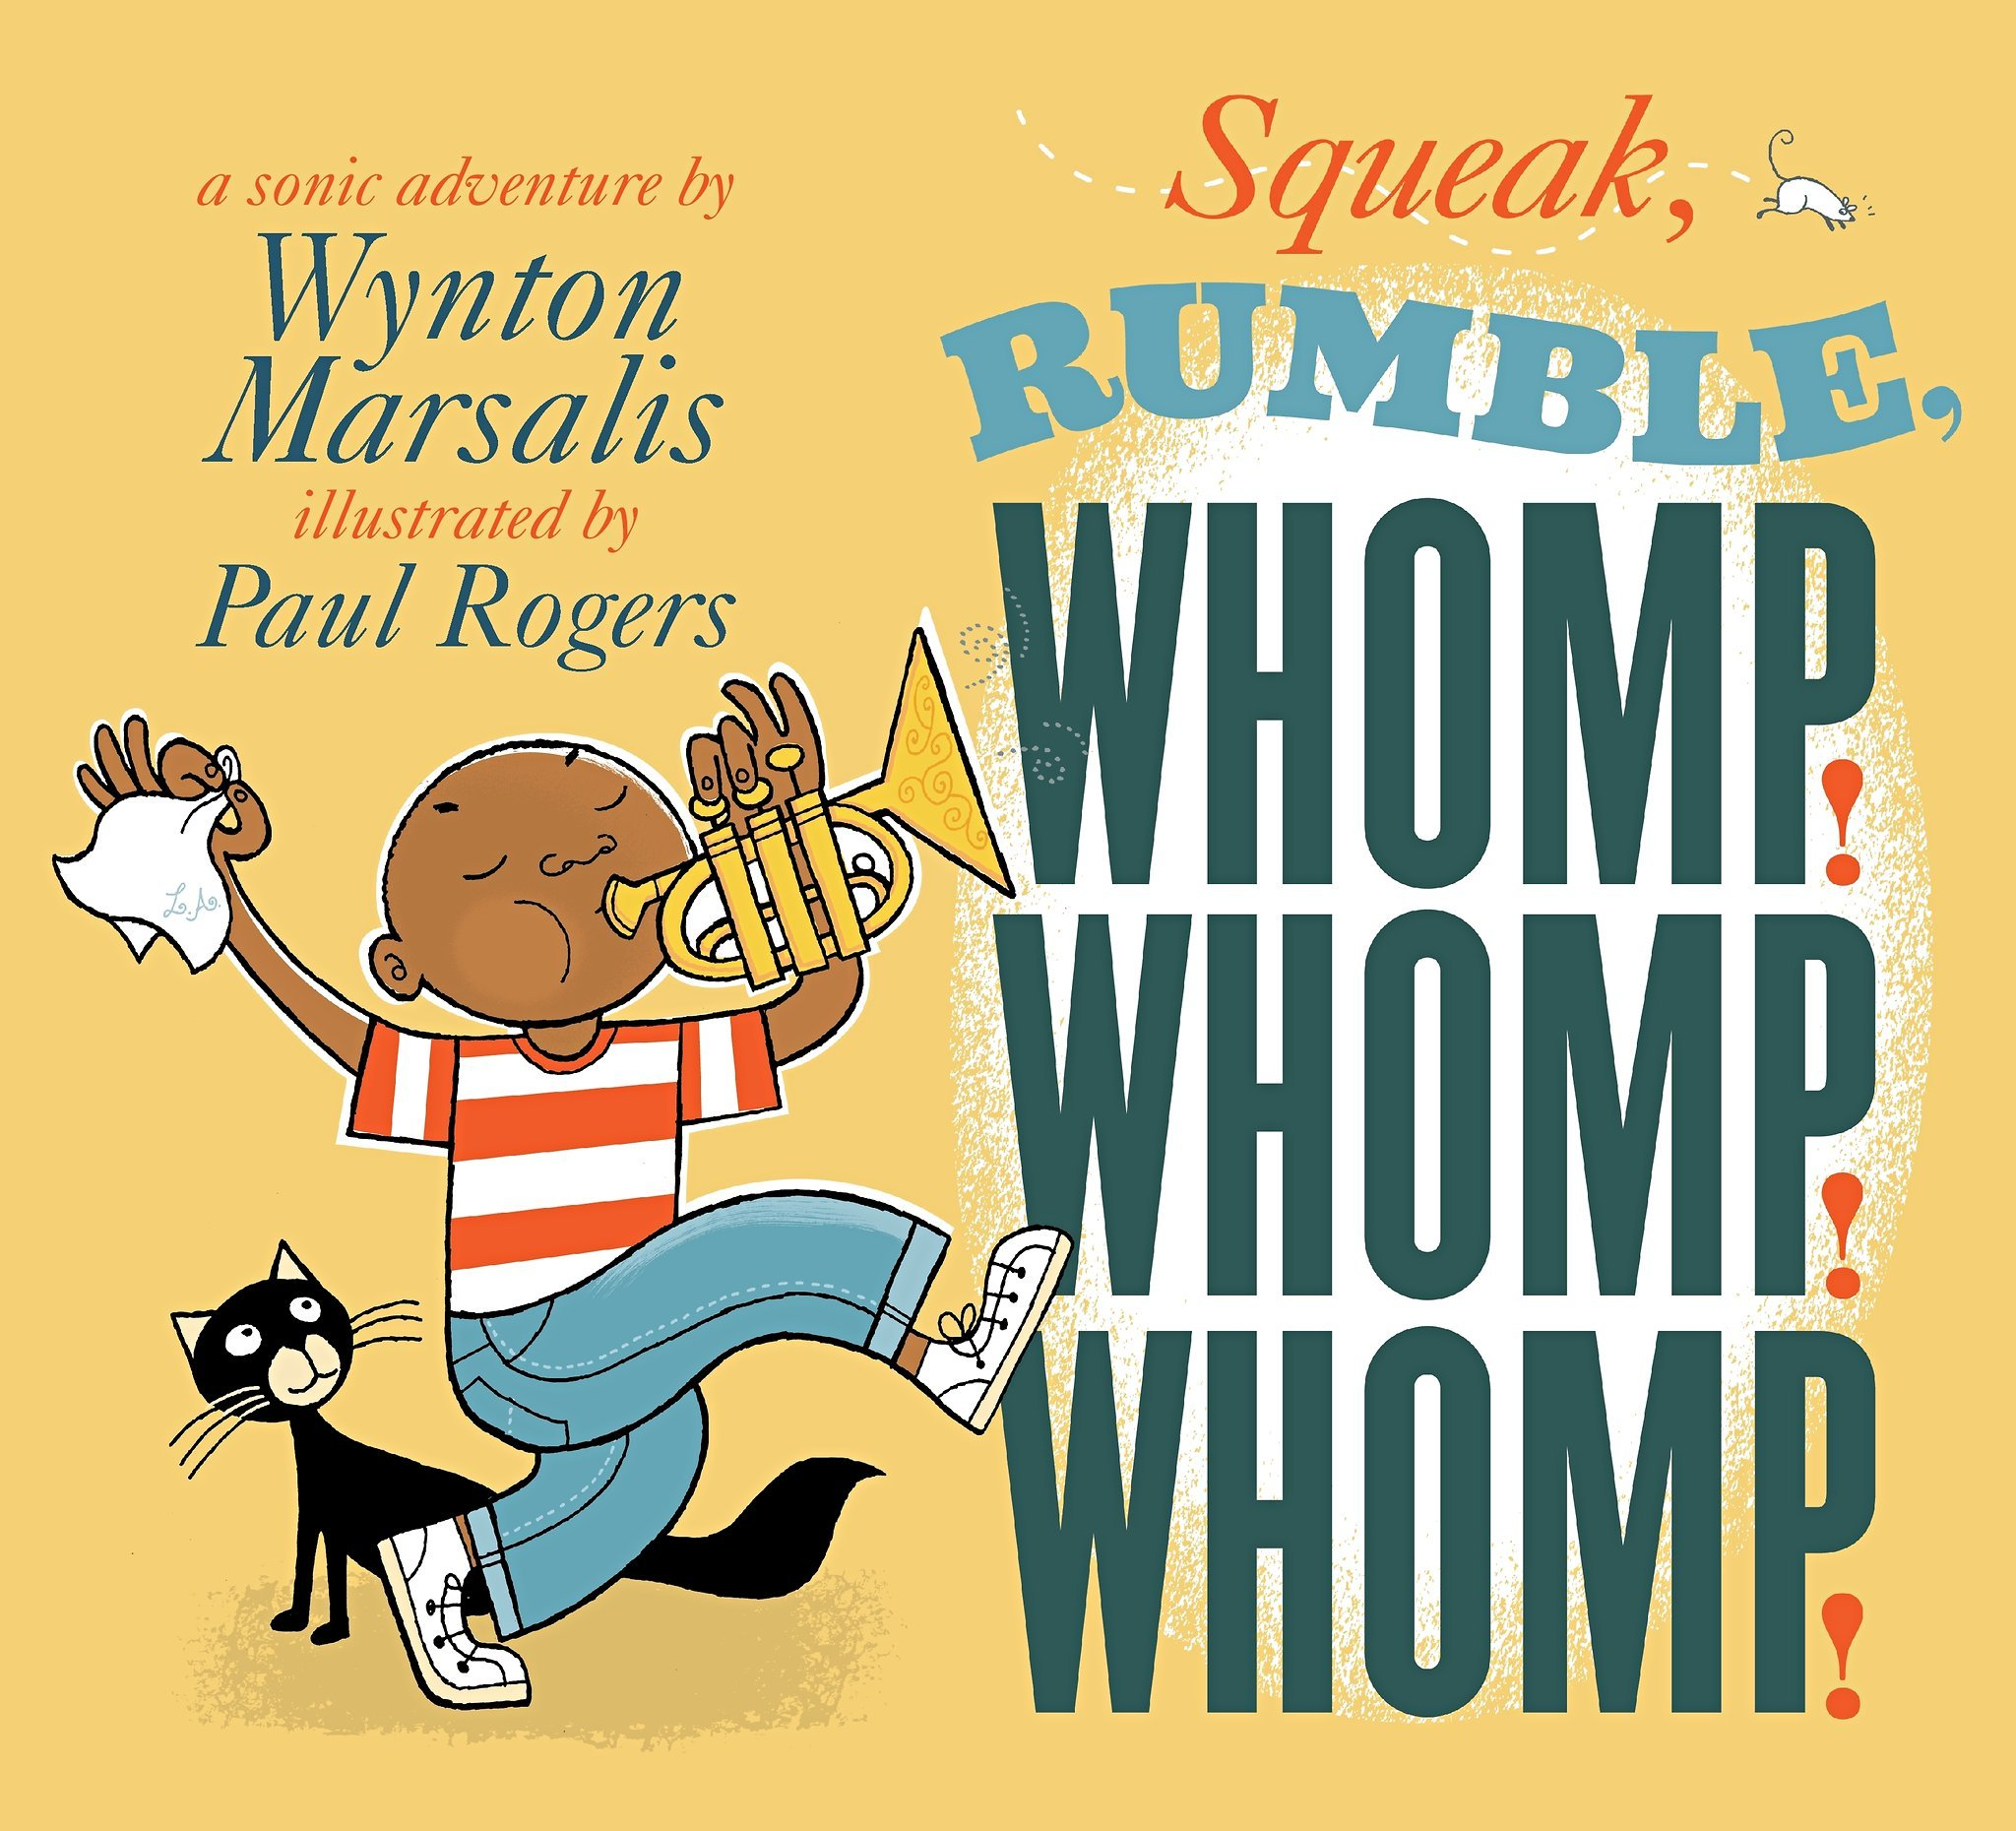 a sonic adventure by
Wynton
Marsalis
illustrated by
Paul Rogers
L.A.
Squeak,
RUMBLE,
WHOMP!
WHOMP!
WHOMP!